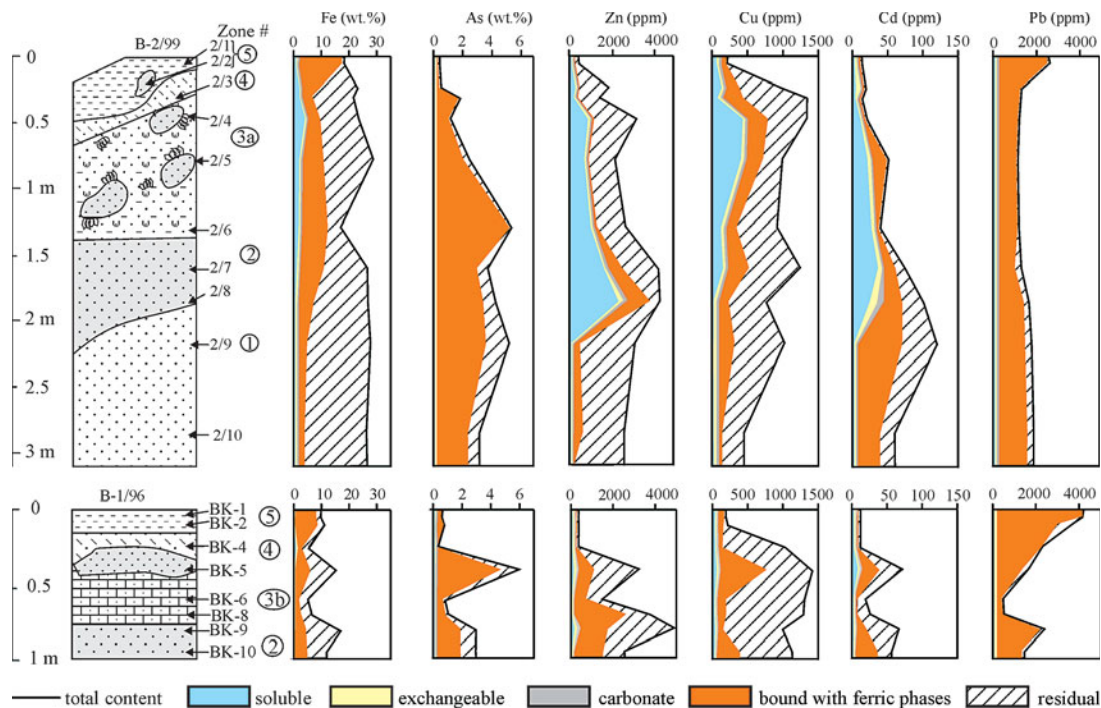 Fe (wt.%) As (wt.%) Zn (ppm) Cu (ppm) Cd (ppm) Pb (ppm)
Zone #
B-2/99
0 10 20 30 0 2 4 6 0 2000 4000 0 500 1000 1500 0 50 100 150 0 2000 4000
0
2/1
2/2 5
2/3 4
0.5
2/4
3a
2/5
1 m
2/6
2
1.5
2/7
2/8
2 m
2/9 1
2.5
2/10
3 m
B-1/96
0 10 20 30 0 2 4 6 0 2000 4000 0 500 1000 1500 0 50 100 150 0 2000 4000
0
BK-1
BK-2 5
BK-4 4
0.5
BK-5
BK-6 3b
BK-8
BK-9
BK-10 2
1 m
total content soluble exchangeable carbonate bound with ferric phases residual